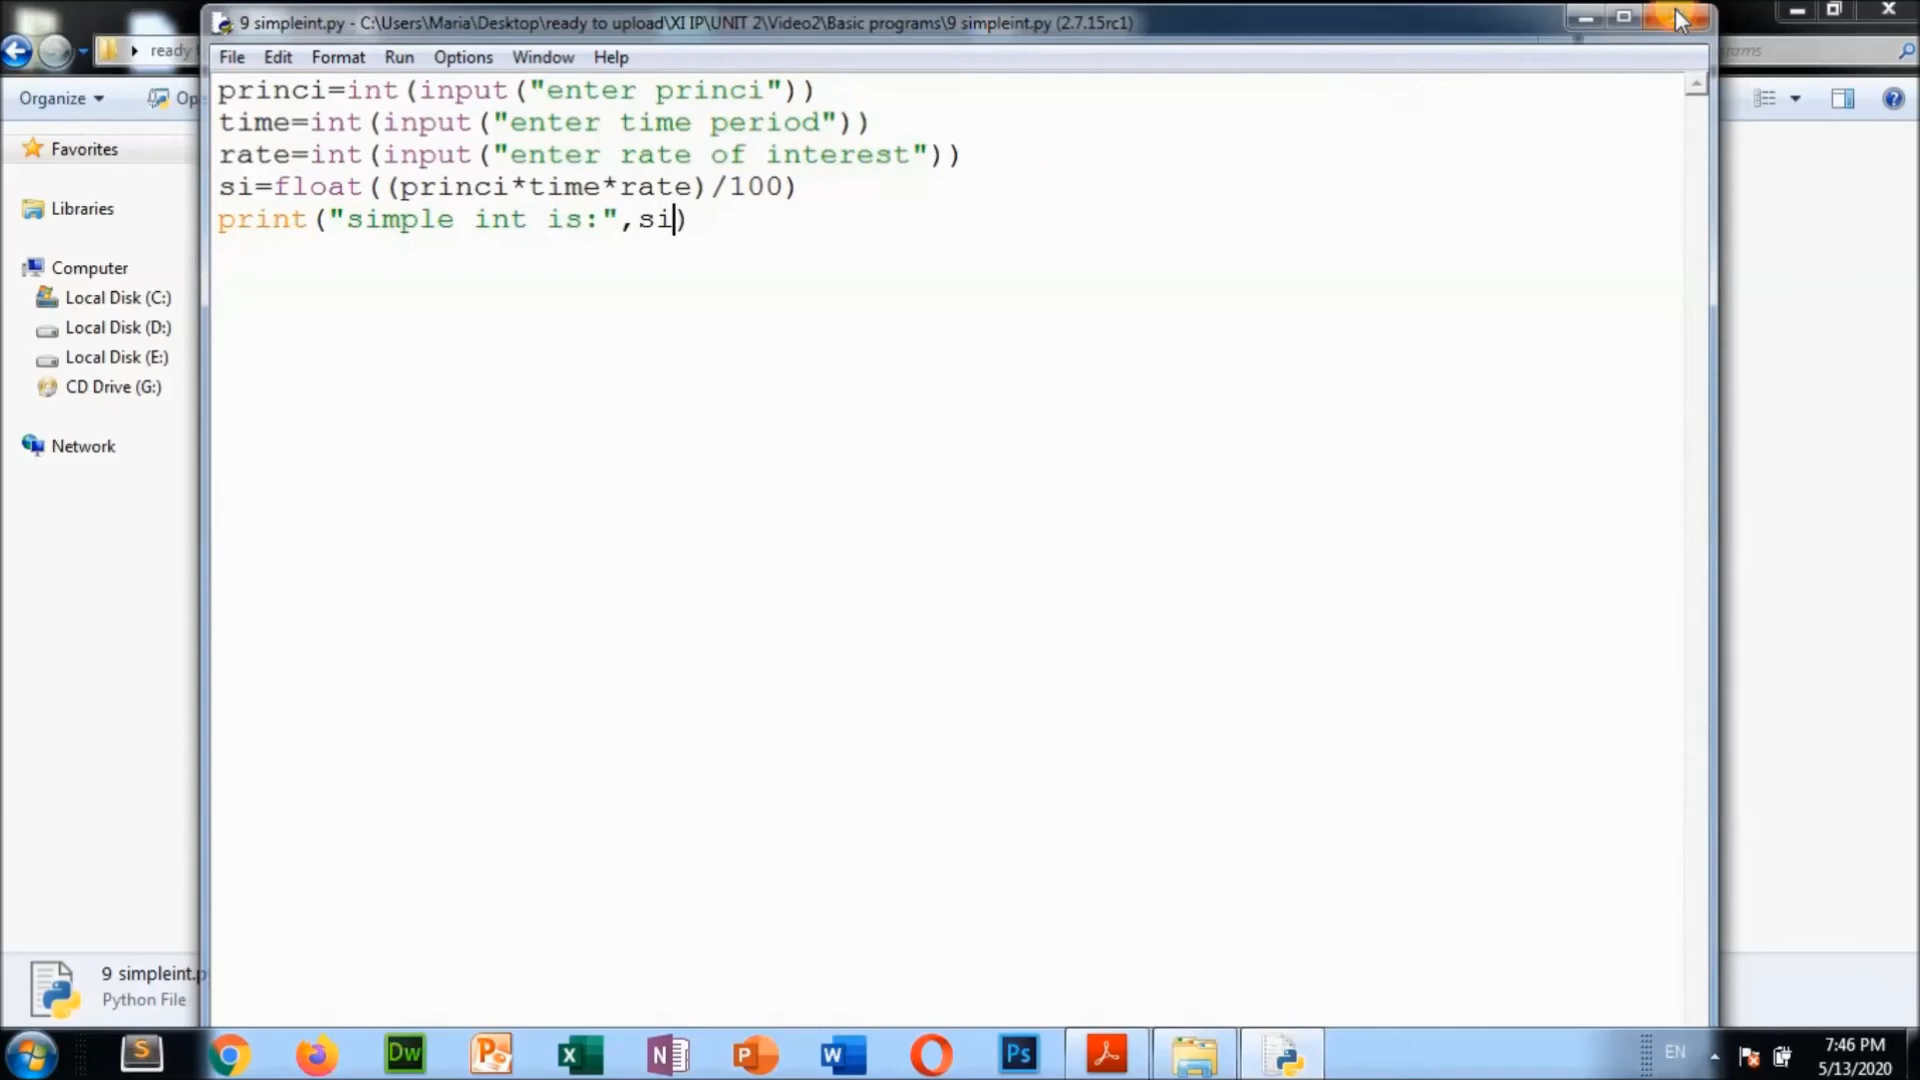 9 simpleint.py - C:\Users\Maria\Desktop\ready to upload\XI IP\UNIT 2\Video2\Basic programs\9 simpleint.py (2.7.15rc1)
ready
File Edit Format Run Options Window Help
Organize
princi=int(input("enter princi"))
time=int(input("enter time period"))
rate=int(input("enter rate of interest"))
si=float((princi*time*rate)/100)
print("simple int is:",si)
Favorites
Libraries
Computer
Local Disk (C:)
Local Disk (D:)
Local Disk (E:)
CD Drive (G:)
Network
9 simpleint.p
Python File
S
Dw
P
X
N
P
W
Ps
EN
7:46 PM
5/13/2020